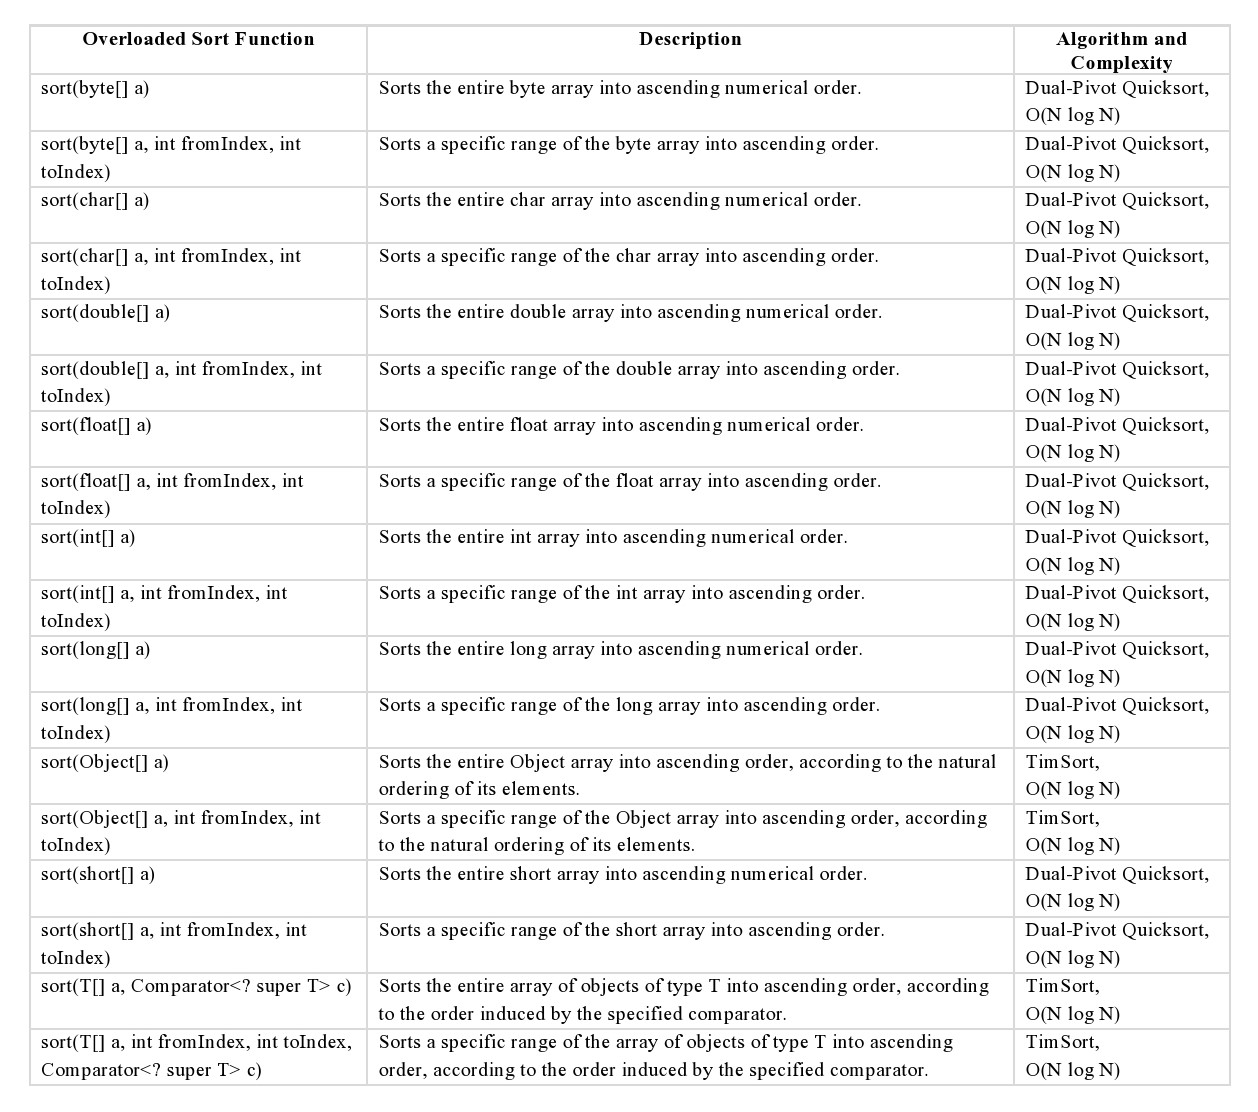 Overloaded Sort Function
Description
Algorithm and
Complexity
sort(byte[] a)
Sorts the entire byte array into ascending numerical order.
Dual-Pivot Quicksort,
O(N log N)
sort(byte[] a, int fromIndex, int
toIndex)
Sorts a specific range of the byte array into ascending order.
Dual-Pivot Quicksort,
O(N log N)
sort(char[] a)
Sorts the entire char array into ascending numerical order.
Dual-Pivot Quicksort,
O(N log N)
sort(char[] a, int fromIndex, int
toIndex)
Sorts a specific range of the char array into ascending order.
Dual-Pivot Quicksort,
O(N log N)
sort(double[] a)
Sorts the entire double array into ascending numerical order.
Dual-Pivot Quicksort,
O(N log N)
sort(double[] a, int fromIndex, int
toIndex)
Sorts a specific range of the double array into ascending order.
Dual-Pivot Quicksort,
O(N log N)
sort(float[] a)
Sorts the entire float array into ascending numerical order.
Dual-Pivot Quicksort,
O(N log N)
sort(float[] a, int fromIndex, int
toIndex)
Sorts a specific range of the float array into ascending order.
Dual-Pivot Quicksort,
O(N log N)
sort(int[] a)
Sorts the entire int array into ascending numerical order.
Dual-Pivot Quicksort,
O(N log N)
sort(int[] a, int fromIndex, int
toIndex)
Sorts a specific range of the int array into ascending order.
Dual-Pivot Quicksort,
O(N log N)
sort(long[] a)
Sorts the entire long array into ascending numerical order.
Dual-Pivot Quicksort,
O(N log N)
sort(long[] a, int fromIndex, int
toIndex)
Sorts a specific range of the long array into ascending order.
Dual-Pivot Quicksort,
O(N log N)
sort(Object[] a)
Sorts the entire Object array into ascending order, according to the natural
ordering of its elements.
TimSort,
O(N log N)
sort(Object[] a, int fromIndex, int
toIndex)
Sorts a specific range of the Object array into ascending order, according
to the natural ordering of its elements.
TimSort,
O(N log N)
sort(short[] a)
Sorts the entire short array into ascending numerical order.
Dual-Pivot Quicksort,
O(N log N)
sort(short[] a, int fromIndex, int
toIndex)
Sorts a specific range of the short array into ascending order.
Dual-Pivot Quicksort,
O(N log N)
sort(T[] a, Comparator<? super T> c)
Sorts the entire array of objects of type T into ascending order, according
to the order induced by the specified comparator.
TimSort,
O(N log N)
sort(T[] a, int fromIndex, int toIndex,
Comparator<? super T> c)
Sorts a specific range of the array of objects of type T into ascending
order, according to the order induced by the specified comparator.
TimSort,
O(N log N)